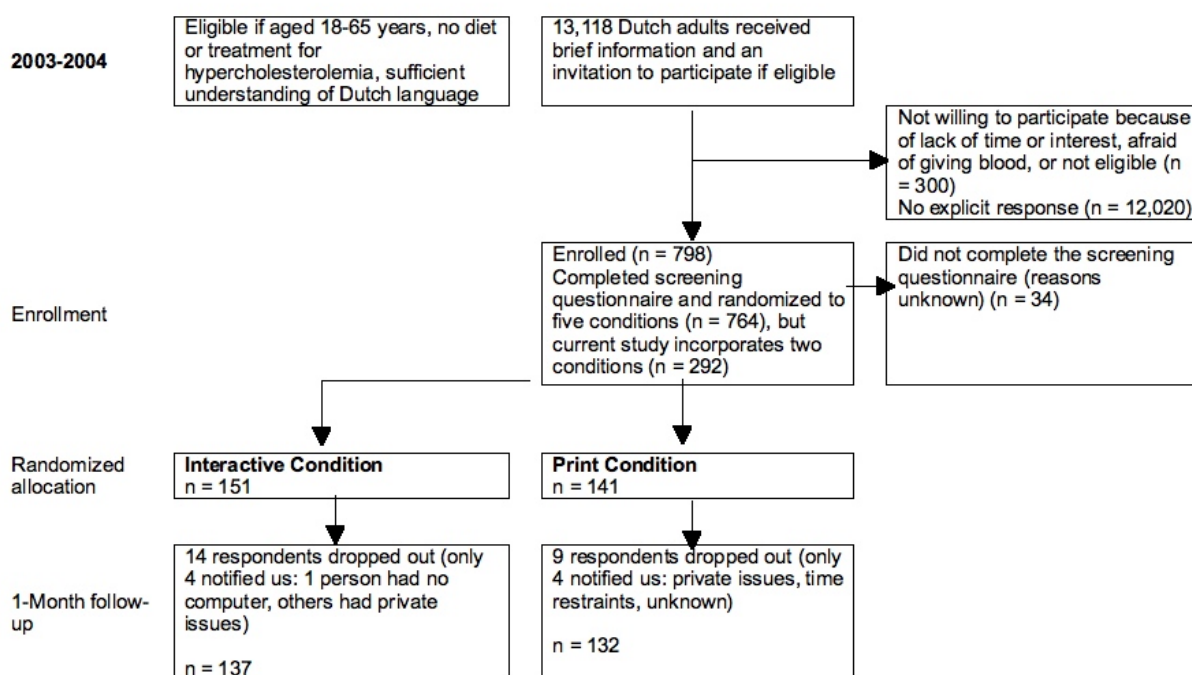 2003-2004
Eligible if aged 18-65 years, no diet
or treatment for
hypercholesterolemia, sufficient
understanding of Dutch language
13,118 Dutch adults received
brief information and an
invitation to participate if eligible
Not willing to participate because
of lack of time or interest, afraid
of giving blood, or not eligible (n
= 300)
No explicit response (n = 12,020)
Enrollment
Enrolled (n = 798)
Completed screening
questionnaire and randomized to
five conditions (n = 764), but
current study incorporates two
conditions (n = 292)
Did not complete the screening
questionnaire (reasons
unknown) (n = 34)
Randomized
allocation
Interactive Condition
n = 151
Print Condition
n = 141
1-Month follow-
up
14 respondents dropped out (only
4 notified us: 1 person had no
computer, others had private
issues)
n = 137
9 respondents dropped out (only
4 notified us: private issues, time
restraints, unknown)
n = 132